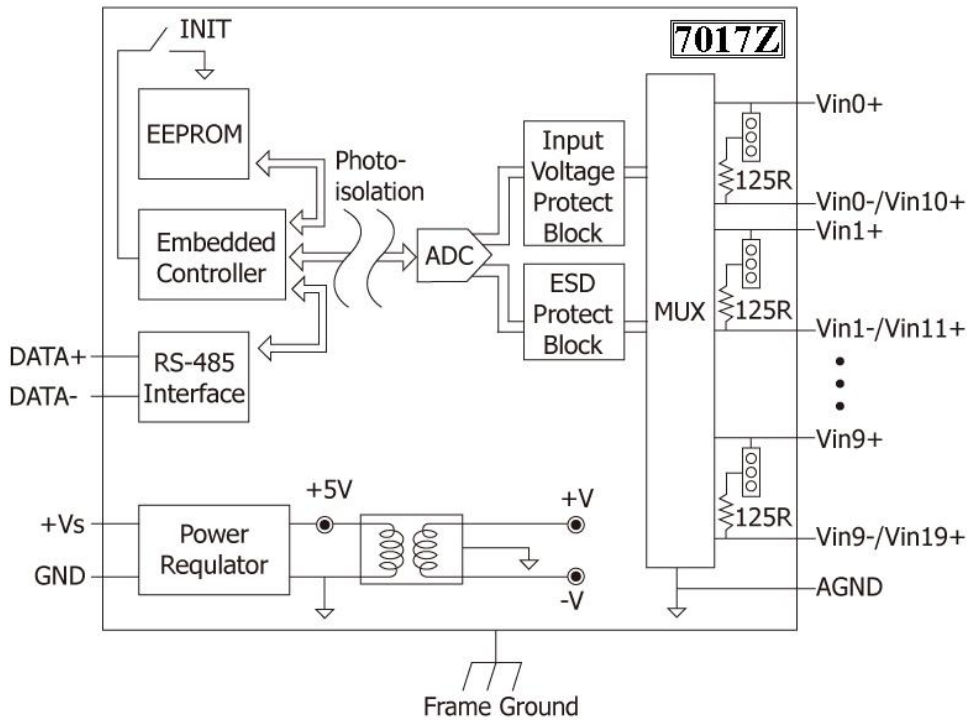 INIT
7017Z
EEPROM
Photo-
isolation
Embedded
Controller
ADC
Input
Voltage
Protect
Block
ESD
Protect
Block
MUX
Vin0+
125R
Vin0-/Vin10+
Vin1+
125R
Vin1-/Vin11+
Vin9+
125R
Vin9-/Vin19+
AGND
DATA+
DATA-
RS-485
Interface
+Vs
GND
Power
Requlator
+5V
+V
-V
Frame Ground